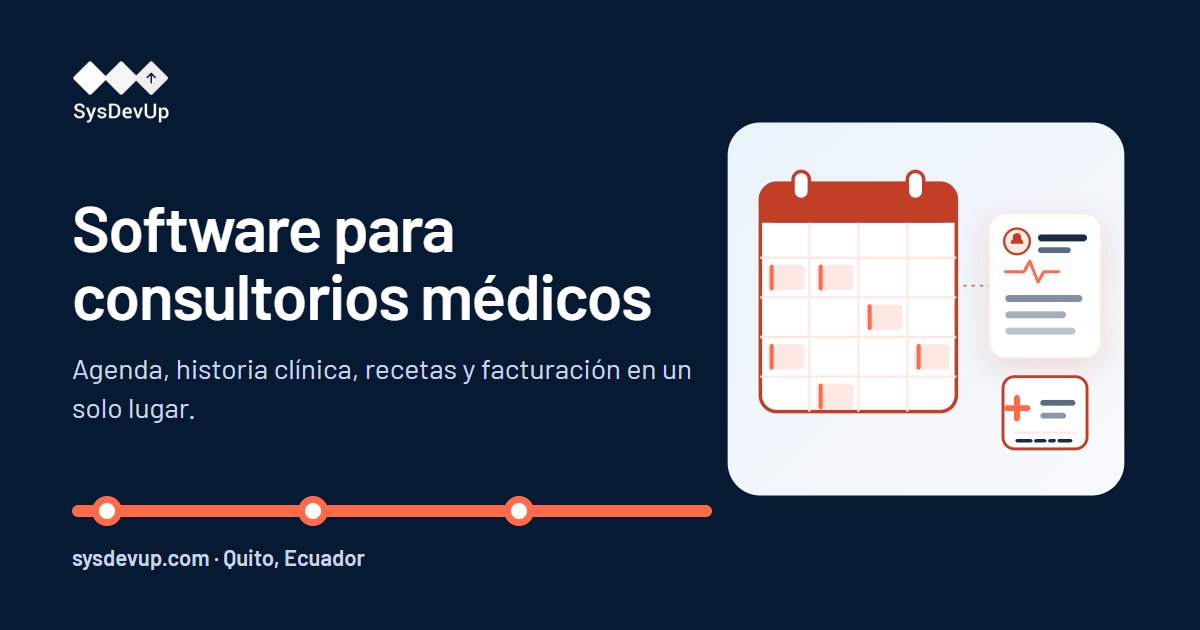 SysDevUp
Software para
consultorios médicos
Agenda, historia clínica, recetas y facturación en un
solo lugar.
sysdevup.com · Quito, Ecuador